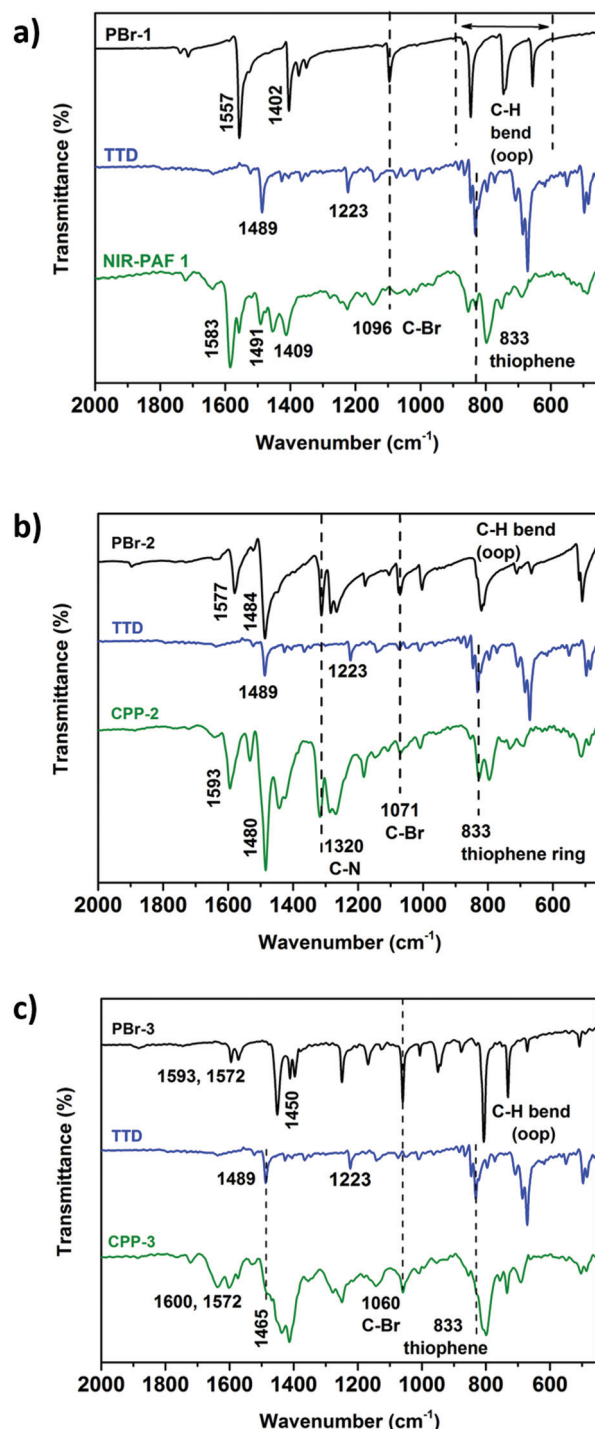 a)
PBr-1
1557
1402
C-H
bend
(oop)
TTD
1489
1223
NIR-PAF 1
1583
1491
1409
1096 C-Br
833
thiophene
Transmittance (%)
2000 1800 1600 1400 1200 1000 800 600
Wavenumber (cm-1)
b)
PBr-2
C-H bend
(oop)
1577
1484
TTD
1489
1223
CPP-2
1593
1480
1320
C-N
1071
C-Br
833
thiophene ring
Transmittance (%)
2000 1800 1600 1400 1200 1000 800 600
Wavenumber (cm-1)
c)
PBr-3
1593, 1572
1450
C-H bend
(oop)
TTD
1489
1223
CPP-3
1600, 1572
1465
1060
C-Br
833
thiophene
Transmittance (%)
2000 1800 1600 1400 1200 1000 800 600
Wavenumber (cm-1)